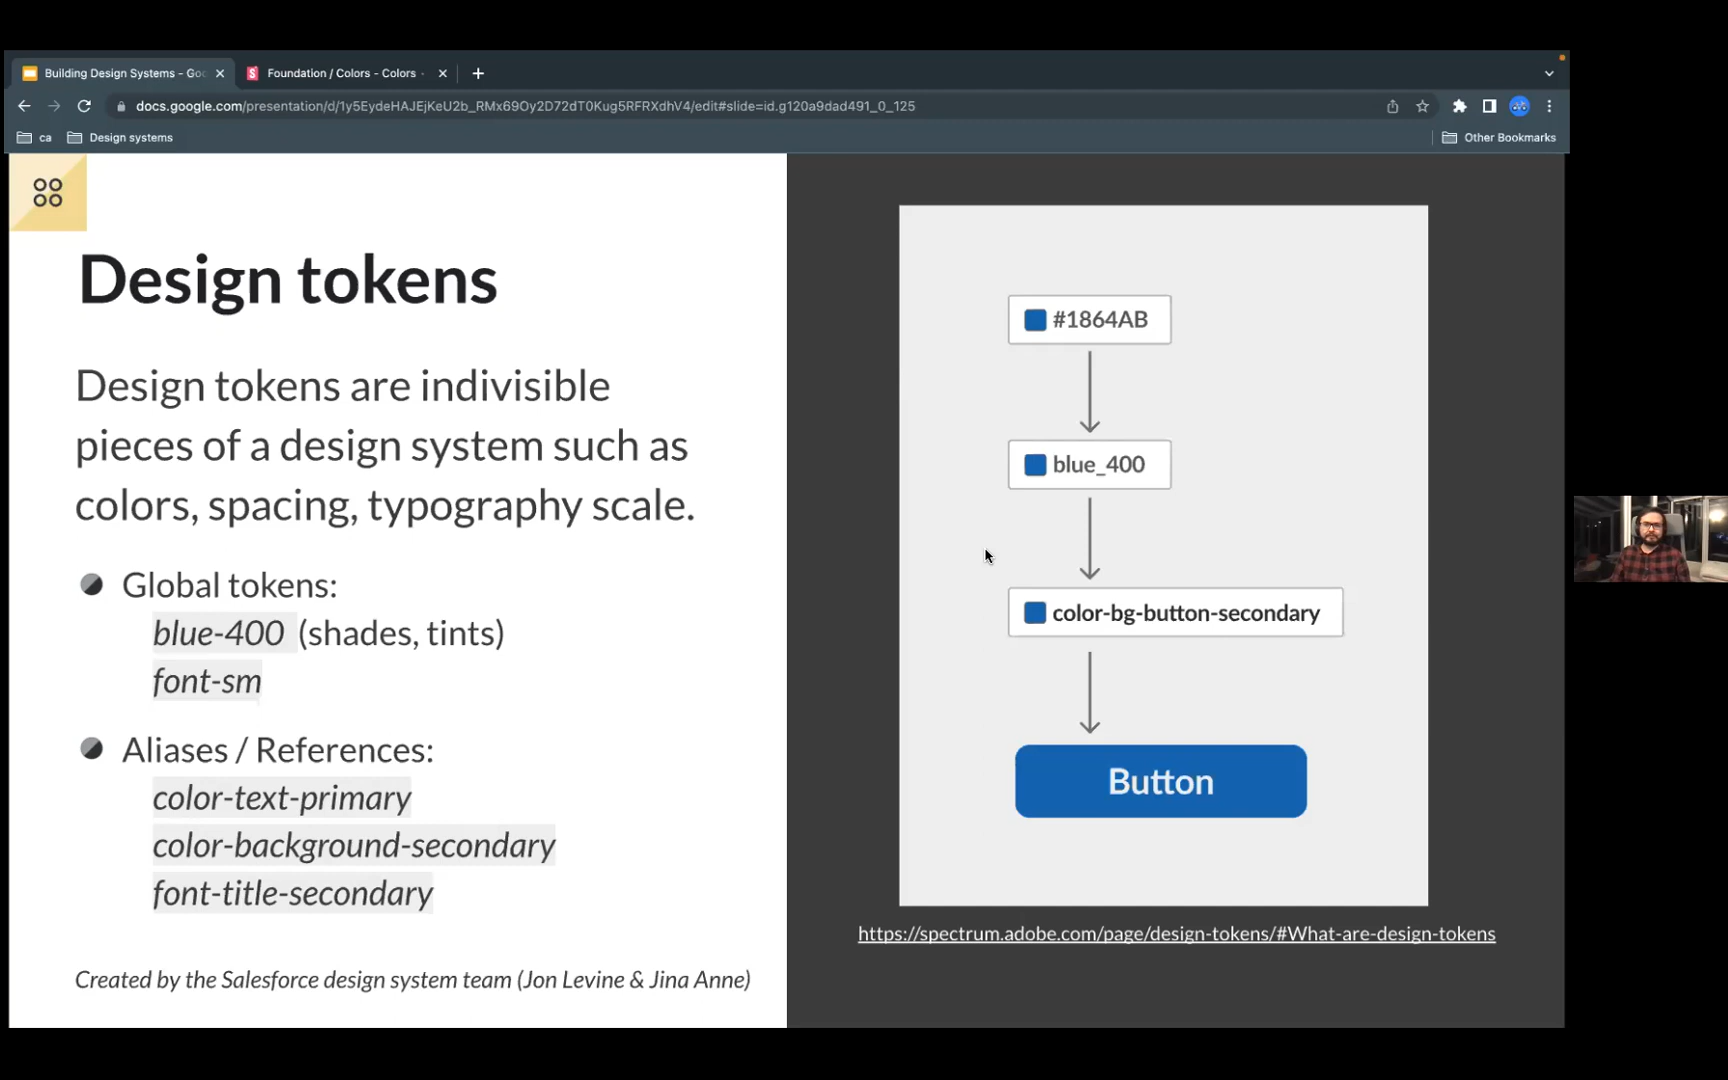 Building Design Systems - Goo
Foundation / Colors - Colors
docs.google.com/presentation/d/1y5EydeHAJEjKeU2b_RMx69Oy2D72dT0Kug5RFRXdhV4/edit#slide=id.g120a9dad491_0_125
ca
Design systems
Other Bookmarks
Design tokens
Design tokens are indivisible
pieces of a design system such as
colors, spacing, typography scale.
Global tokens:
blue-400 (shades, tints)
font-sm
Aliases / References:
color-text-primary
color-background-secondary
font-title-secondary
Created by the Salesforce design system team (Jon Levine & Jina Anne)
#1864AB
blue_400
color-bg-button-secondary
Button
https://spectrum.adobe.com/page/design-tokens/#What-are-design-tokens